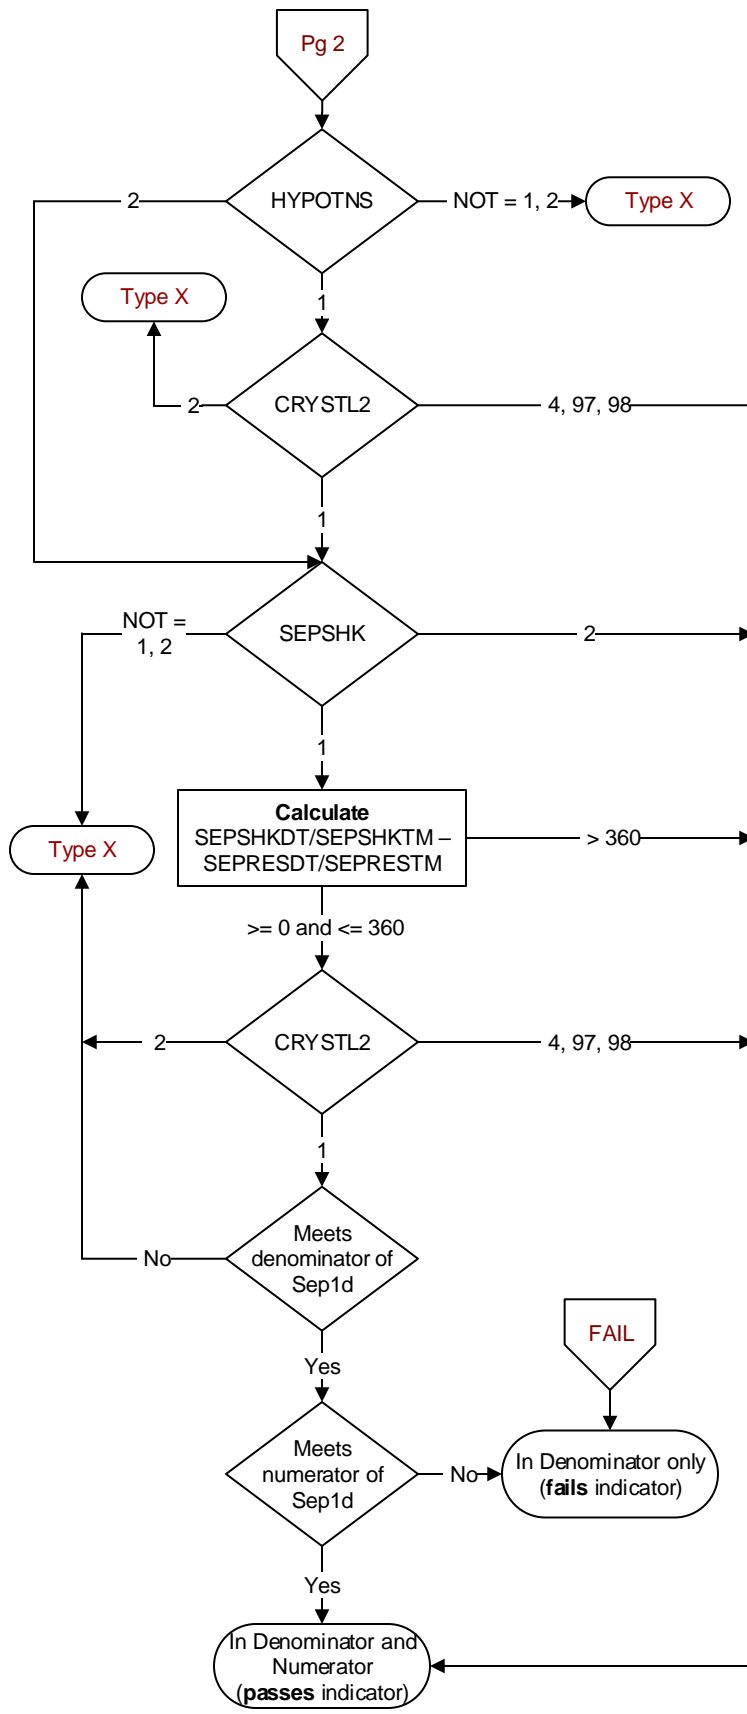 Pg 2
HYPOTNS
2
NOT = 1, 2
Type X
Type X
1
CRYSTL2
2
4, 97, 98
1
SEPSHK
NOT =
1, 2
2
1
Calculate
SEPSHKDT/SEPSHKTM –
SEPRESDT/SEPRESTM
> 360
Type X
>= 0 and <= 360
CRYSTL2
2
4, 97, 98
1
Meets
denominator of
Sep1d
No
Yes
FAIL
Meets
numerator of
Sep1d
No
In Denominator only
(fails indicator)
Yes
In Denominator and
Numerator
(passes indicator)